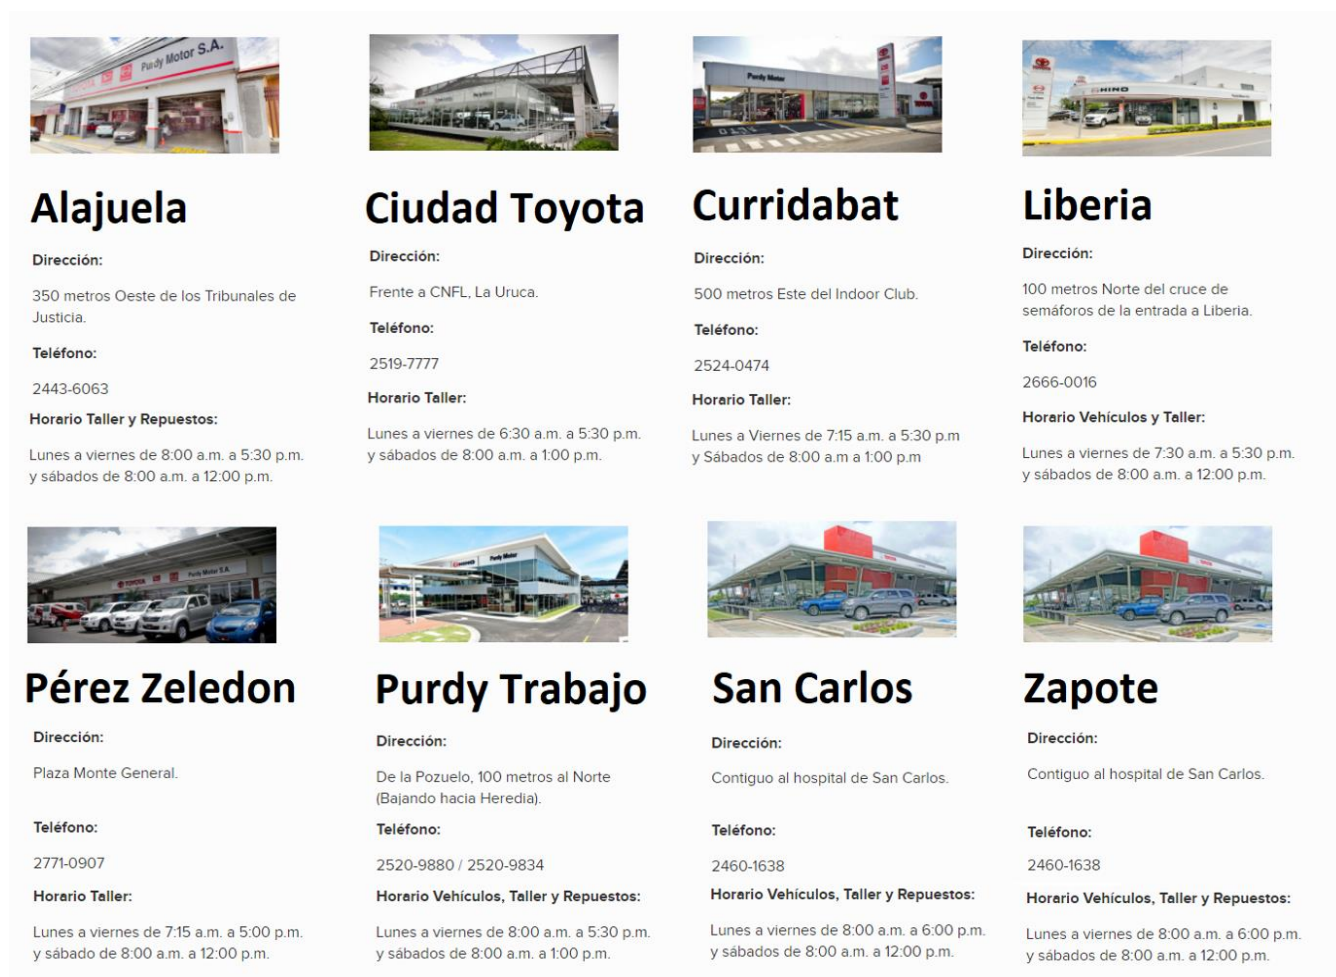 Purdy Motor S.A.
Purdy Motor
TOYOTA
HINO
Alajuela
Dirección:
350 metros Oeste de los Tribunales de
Justicia.
Teléfono:
2443-6063
Horario Taller y Repuestos:
Lunes a viernes de 8:00 a.m. a 5:30 p.m.
y sábados de 8:00 a.m. a 12:00 p.m.
Ciudad Toyota
Dirección:
Frente a CNFL, La Uruca.
Teléfono:
2519-7777
Horario Taller:
Lunes a viernes de 6:30 a.m. a 5:30 p.m.
y sábados de 8:00 a.m. a 1:00 p.m.
Curridabat
Dirección:
500 metros Este del Indoor Club.
Teléfono:
2524-0474
Horario Taller:
Lunes a Viernes de 7:15 a.m. a 5:30 p.m
y Sábados de 8:00 a.m a 1:00 p.m
Liberia
Dirección:
100 metros Norte del cruce de
semáforos de la entrada a Liberia.
Teléfono:
2666-0016
Horario Vehículos y Taller:
Lunes a viernes de 7:30 a.m. a 5:30 p.m.
y sábados de 8:00 a.m. a 12:00 p.m.
TOYOTA
Purdy Motor S.A.
Purdy Motor
Pérez Zeledon
Dirección:
Plaza Monte General.
Teléfono:
2771-0907
Horario Taller:
Lunes a viernes de 7:15 a.m. a 5:00 p.m.
y sábado de 8:00 a.m. a 12:00 p.m.
Purdy Trabajo
Dirección:
De la Pozuelo, 100 metros al Norte
(Bajando hacia Heredia).
Teléfono:
2520-9880 / 2520-9834
Horario Vehículos, Taller y Repuestos:
Lunes a viernes de 8:00 a.m. a 5:30 p.m.
y sábados de 8:00 a.m. a 1:00 p.m.
San Carlos
Dirección:
Contiguo al hospital de San Carlos.
Teléfono:
2460-1638
Horario Vehículos, Taller y Repuestos:
Lunes a viernes de 8:00 a.m. a 6:00 p.m.
y sábados de 8:00 a.m. a 12:00 p.m.
Zapote
Dirección:
Contiguo al hospital de San Carlos.
Teléfono:
2460-1638
Horario Vehículos, Taller y Repuestos:
Lunes a viernes de 8:00 a.m. a 6:00 p.m.
y sábados de 8:00 a.m. a 12:00 p.m.